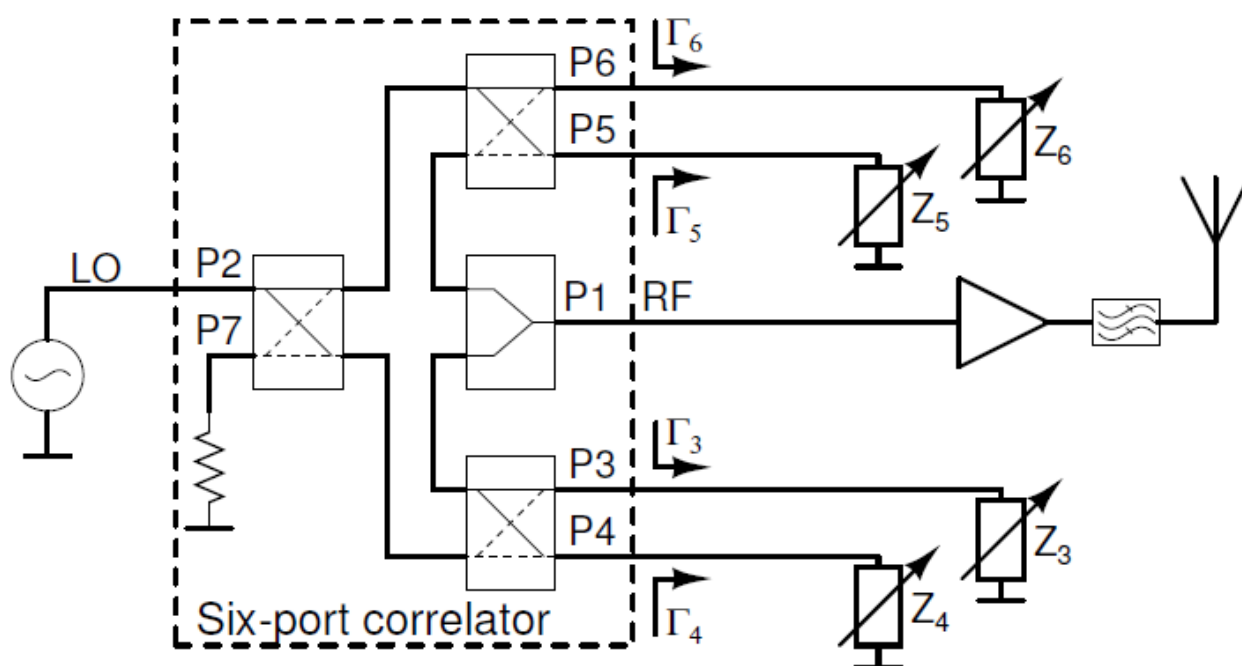 P6
Γ6
P5
Z6
Γ5
Z5
LO
P2
P1
RF
P7
Γ3
P3
P4
Z3
Γ4
Z4
Six-port correlator